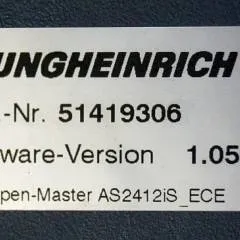 UNGHEINRICH
.-Nr. 51419306
ware-Version 1.05
pen-Master AS2412iS_ECE